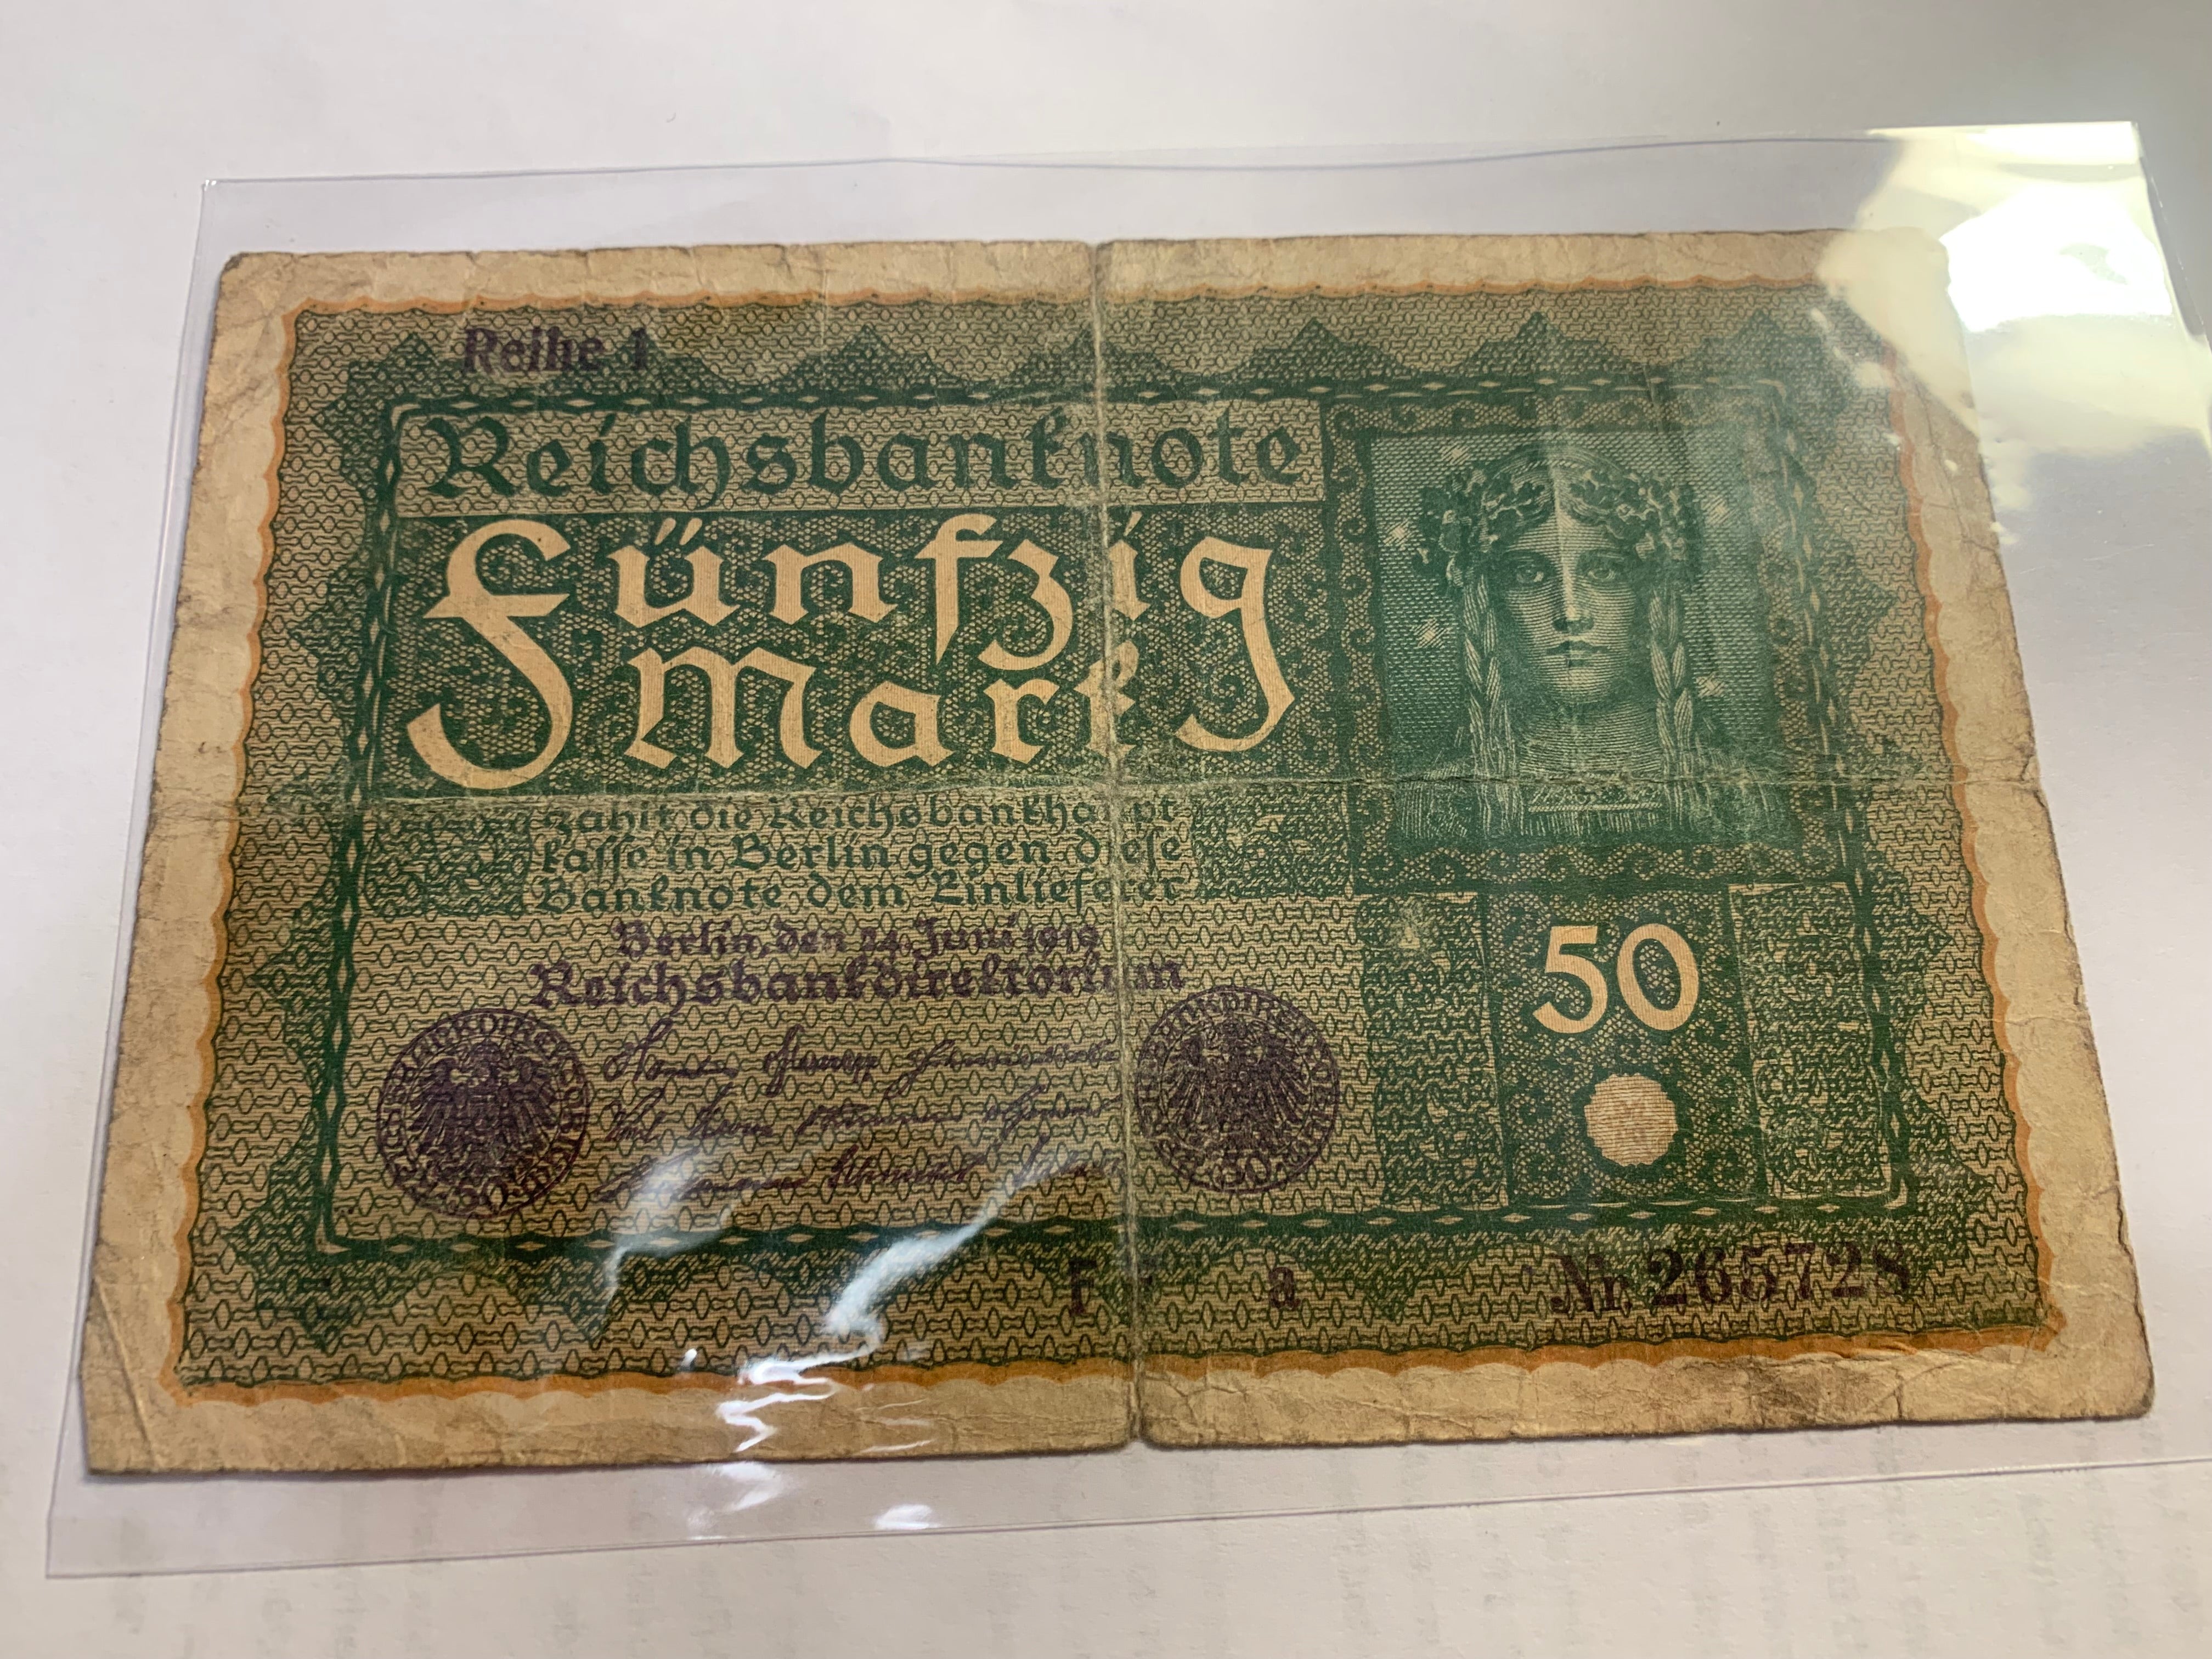 Reihe 1
Reichsbanknote
Fünfzig
Mark
zahlt die Reichsbankhaupt
kasse in Berlin gegen diese
Banknote dem Einlieferer
Berlin, den 24. Juni 1919
Reichsbankdirektorium
50
F a Nr. 265728